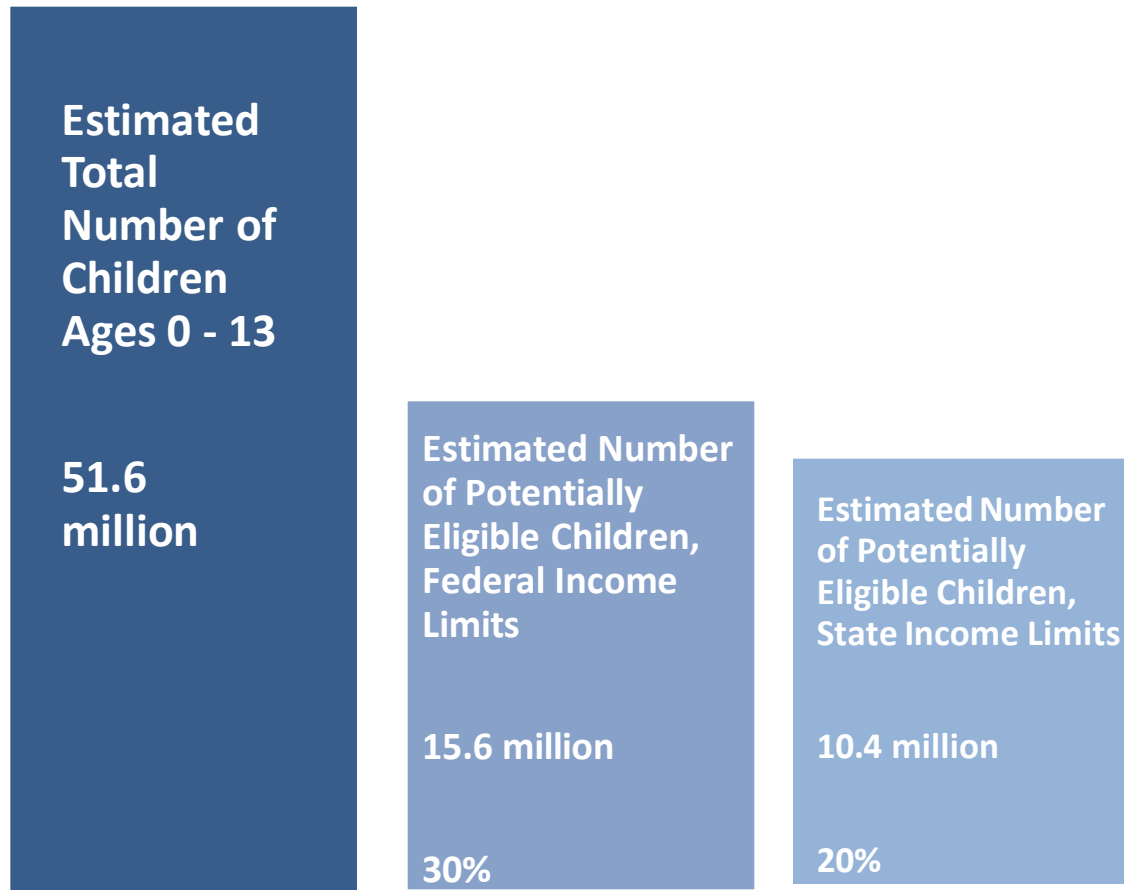 Estimated
Total
Number of
Children
Ages 0 - 13
51.6
million
Estimated Number
of Potentially
Eligible Children,
Federal Income
Limits
15.6 million
30%
Estimated Number
of Potentially
Eligible Children,
State Income Limits
10.4 million
20%